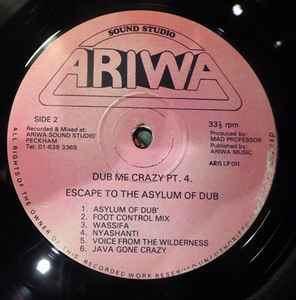 SOUND STUDIO
ARIWA
SIDE 2
33⅓ rpm
Recorded & Mixed at:
ARIWA SOUND STUDIO
PECKHAM
Tel: 01-639 3369
Produced by:
MAD PROFESSOR
Published by:
ARIWA MUSIC
ARIS LP 011
DUB ME CRAZY PT. 4.
ESCAPE TO THE ASYLUM OF DUB
1 ASYLUM OF DUB
2 FOOT CONTROL MIX
3 WASSIFA
4 NYASHANTI
5 VOICE FROM THE WILDERNESS
6 JAVA GONE CRAZY
ALL RIGHTS OF THE OWNER OF THIS RECORDED WORK RESERVED